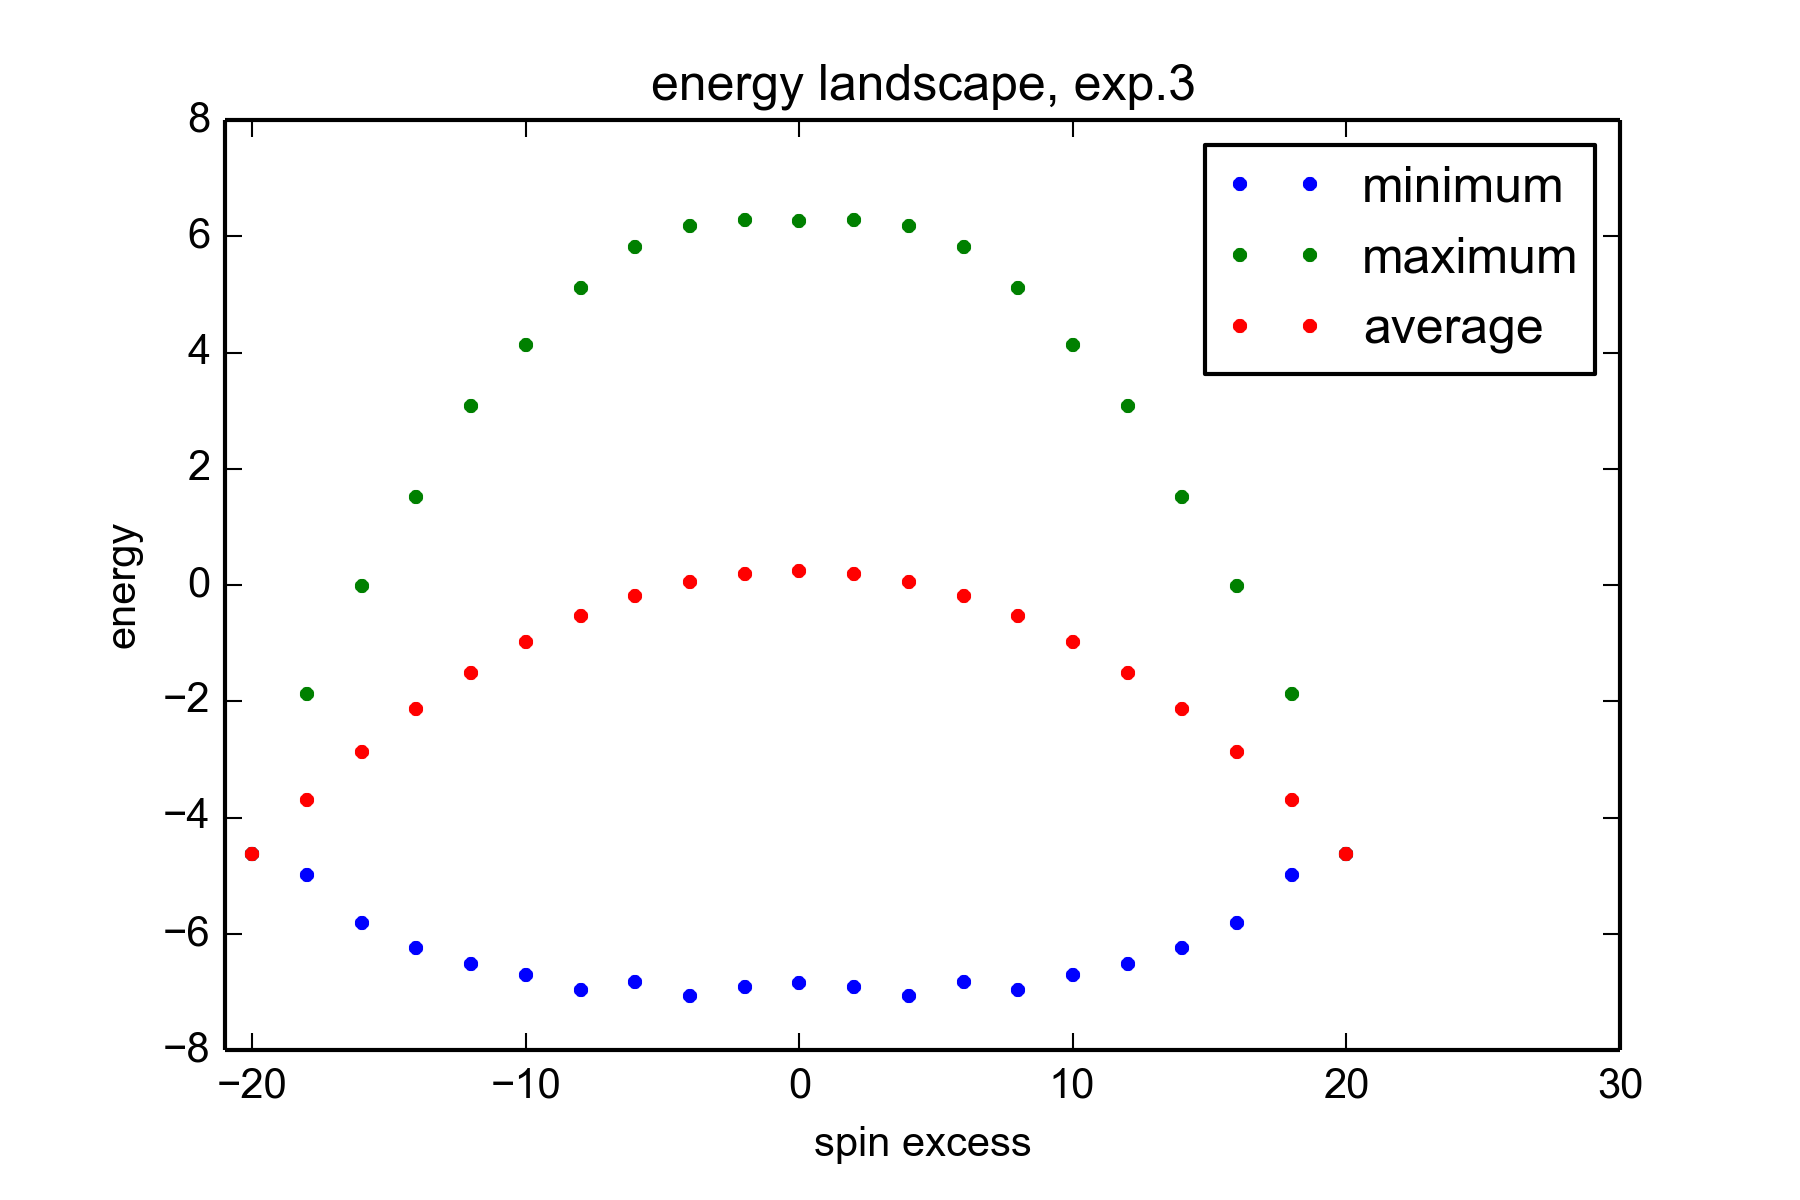 energy landscape, exp.3
8
6
4
2
0
−2
−4
−6
−8
energy
minimum
maximum
average
−20 −10 0 10 20 30
spin excess